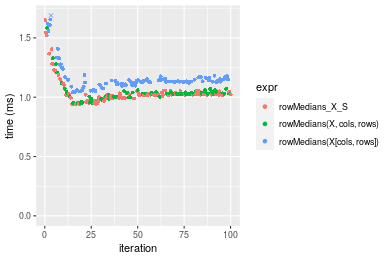 1.5
1.0
0.5
0.0
time (ms)
0
25
50
75
100
iteration
expr
rowMedians_X_S
rowMedians(X, cols, rows)
rowMedians(X[cols, rows])